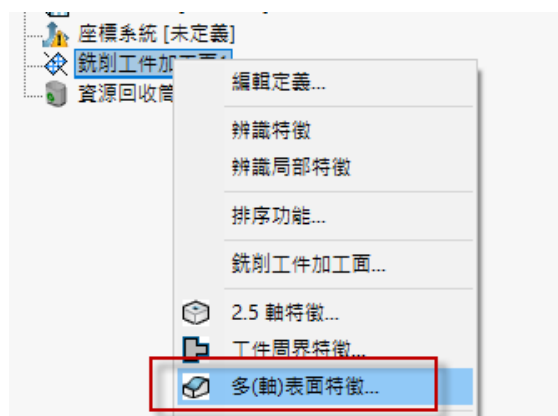 座標系統 [未定義]
銑削工件加工面1
資源回收筒
編輯定義...
辨識特徵
辨識局部特徵
排序功能...
銑削工件加工面...
2.5 軸特徵...
工件周界特徵...
多(軸)表面特徵...